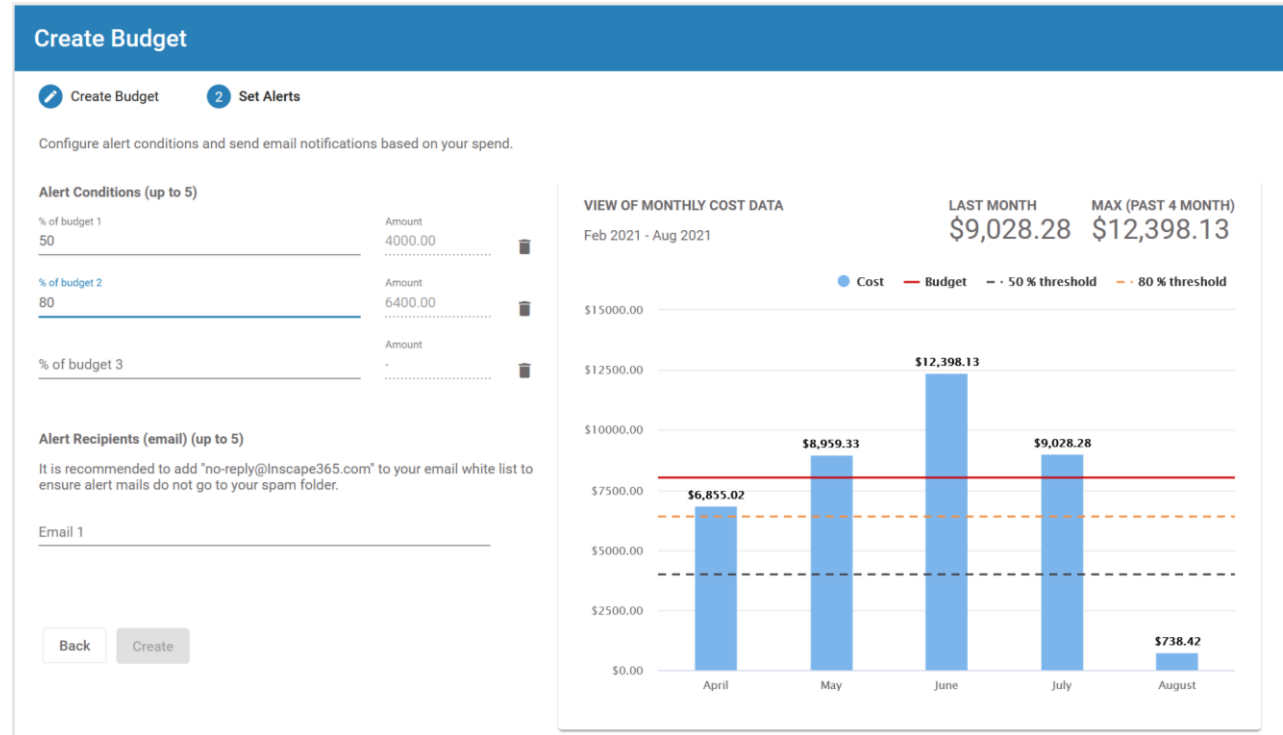 Create Budget
Create Budget
2 Set Alerts
Configure alert conditions and send email notifications based on your spend.
Alert Conditions (up to 5)
% of budget 1
Amount
50
4000.00
% of budget 2
Amount
80
6400.00
Amount
% of budget 3
-
Alert Recipients (email) (up to 5)
It is recommended to add "no-reply@Inscape365.com" to your email white list to
ensure alert mails do not go to your spam folder.
Email 1
Back
Create
VIEW OF MONTHLY COST DATA
Feb 2021 - Aug 2021
LAST MONTH
$9,028.28
MAX (PAST 4 MONTH)
$12,398.13
Cost
Budget
50 % threshold
80 % threshold
$15000.00
$12500.00
$10000.00
$7500.00
$5000.00
$2500.00
$0.00
$6,855.02
$8,959.33
$12,398.13
$9,028.28
$738.42
April
May
June
July
August